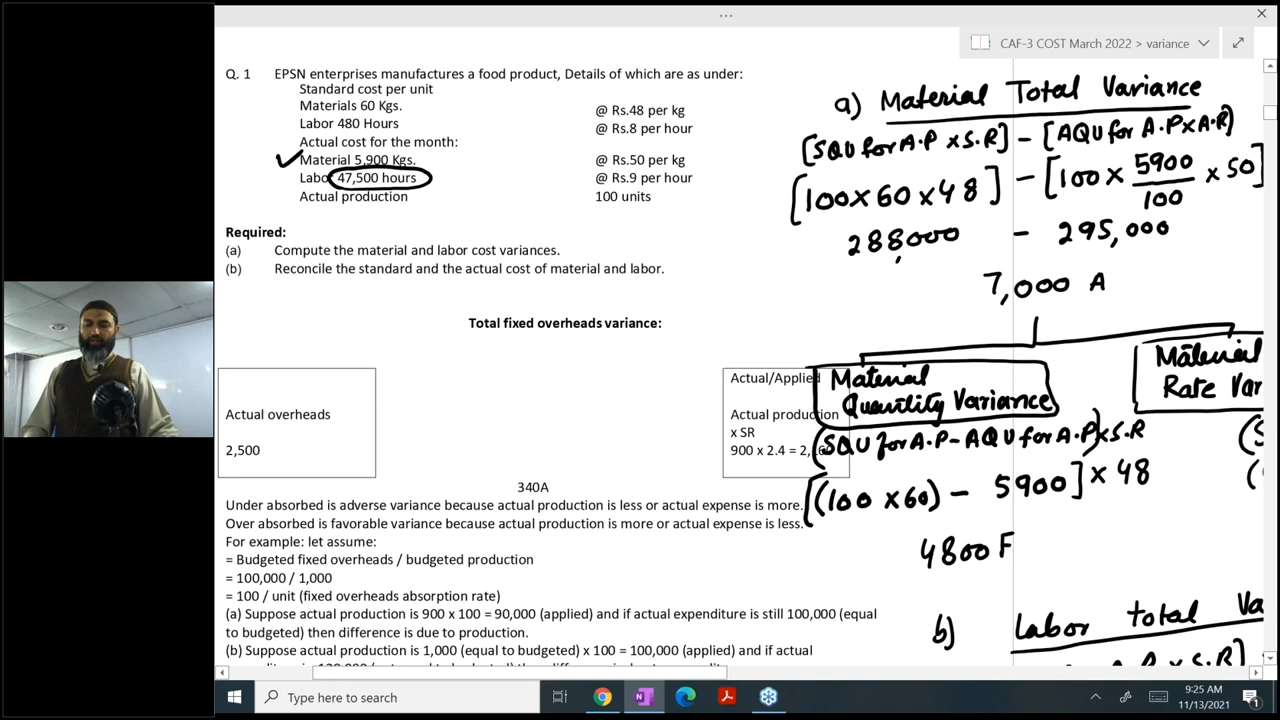 CAF-3 COST March 2022 > variance
Q. 1 EPSN enterprises manufactures a food product, Details of which are as under:
Standard cost per unit
Materials 60 Kgs. @ Rs.48 per kg
Labor 480 Hours @ Rs.8 per hour
Actual cost for the month:
Material 5,900 Kgs. @ Rs.50 per kg
Labor 47,500 hours @ Rs.9 per hour
Actual production 100 units
Required:
(a) Compute the material and labor cost variances.
(b) Reconcile the standard and the actual cost of material and labor.
Total fixed overheads variance:
Actual overheads
2,500
Actual/Applied
Actual production
x SR
900 x 2.4 = 2,
340A
Under absorbed is adverse variance because actual production is less or actual expense is more.
Over absorbed is favorable variance because actual production is more or actual expense is less.
For example: let assume:
= Budgeted fixed overheads / budgeted production
= 100,000 / 1,000
= 100 / unit (fixed overheads absorption rate)
(a) Suppose actual production is 900 x 100 = 90,000 (applied) and if actual expenditure is still 100,000 (equal
to budgeted) then difference is due to production.
(b) Suppose actual production is 1,000 (equal to budgeted) x 100 = 100,000 (applied) and if actual
a) Material Total Variance
[SQU for A.P x S.R] - [AQU for A.P x A.R]
[100 x 60 x 48] - [100 x 5900/100 x 50]
288,000 - 295,000
7,000 A
Material
Quantity Variance
Material
Rate Var
(SQU for A.P - AQU for A.P) x S.R
[(100 x 60) - 5900] x 48
4800 F
b) Labor total Va
Type here to search
9:25 AM
11/13/2021